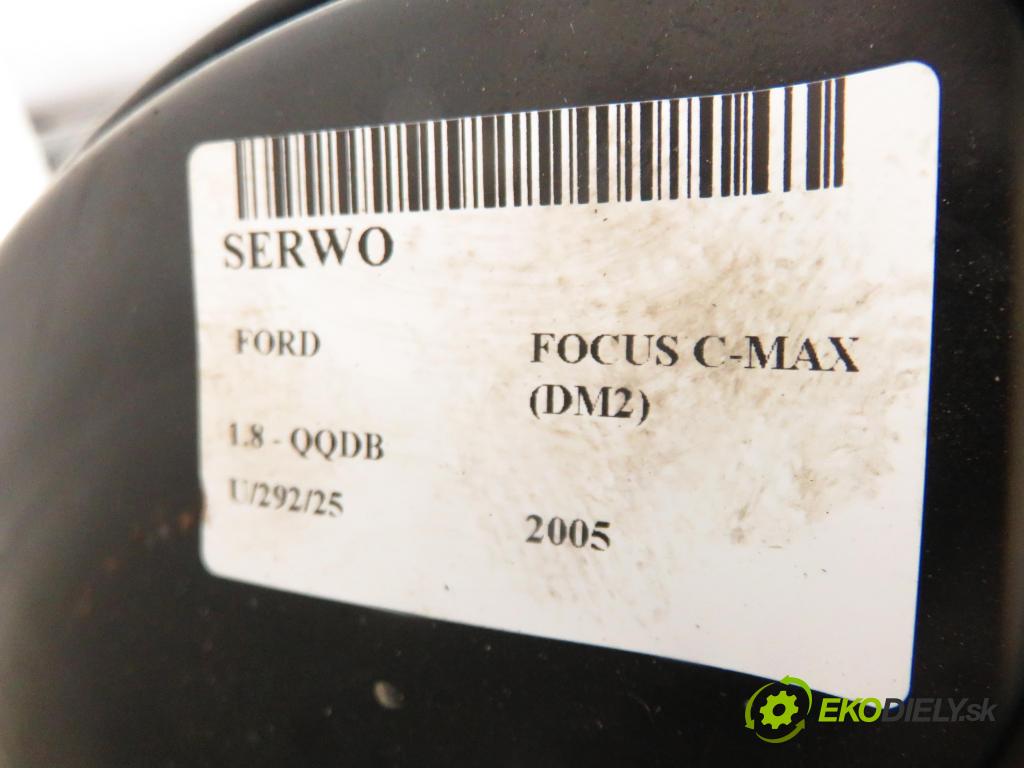 SERWO
FORD
FOCUS C-MAX
(DM2)
1.8 - QQDB
U/292/25
2005
EKODIELY.sk